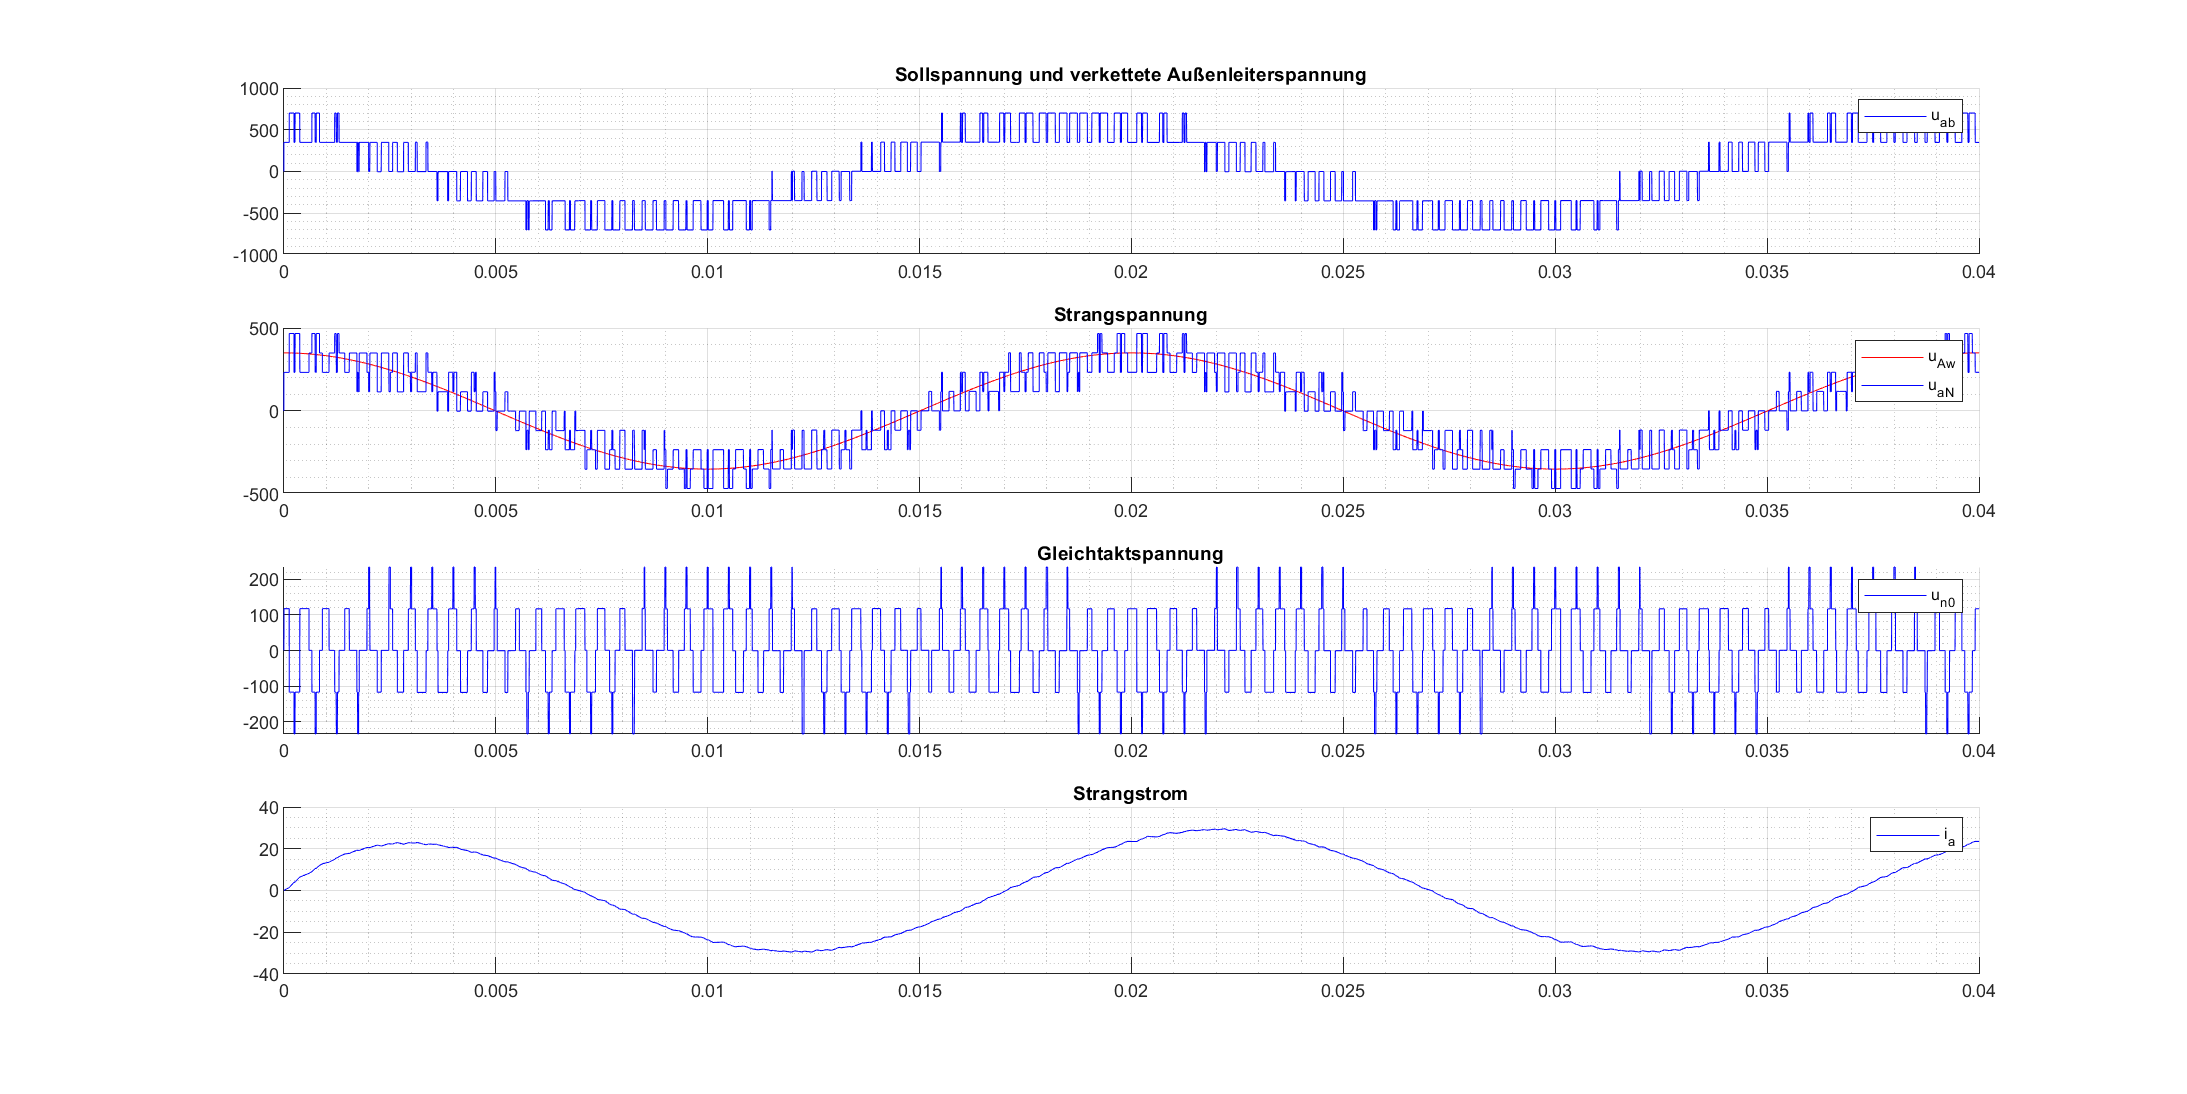 Sollspannung und verkettete Außenleiterspannung
1000
500
0
-500
-1000
u_ab
0 0.005 0.01 0.015 0.02 0.025 0.03 0.035 0.04
Strangspannung
500
0
-500
u_Aw
u_aN
0 0.005 0.01 0.015 0.02 0.025 0.03 0.035 0.04
Gleichtaktspannung
200
100
0
-100
-200
u_n0
0 0.005 0.01 0.015 0.02 0.025 0.03 0.035 0.04
Strangstrom
40
20
0
-20
-40
i_a
0 0.005 0.01 0.015 0.02 0.025 0.03 0.035 0.04